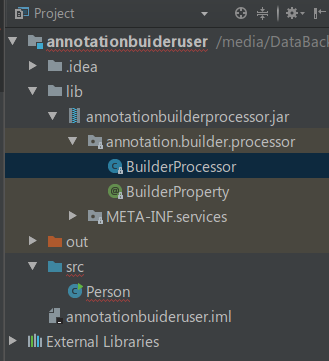 Project
annotationbuideruser /media/DataBack
.idea
lib
annotationbuilderprocessor.jar
annotation.builder.processor
BuilderProcessor
BuilderProperty
META-INF.services
out
src
Person
annotationbuideruser.iml
External Libraries